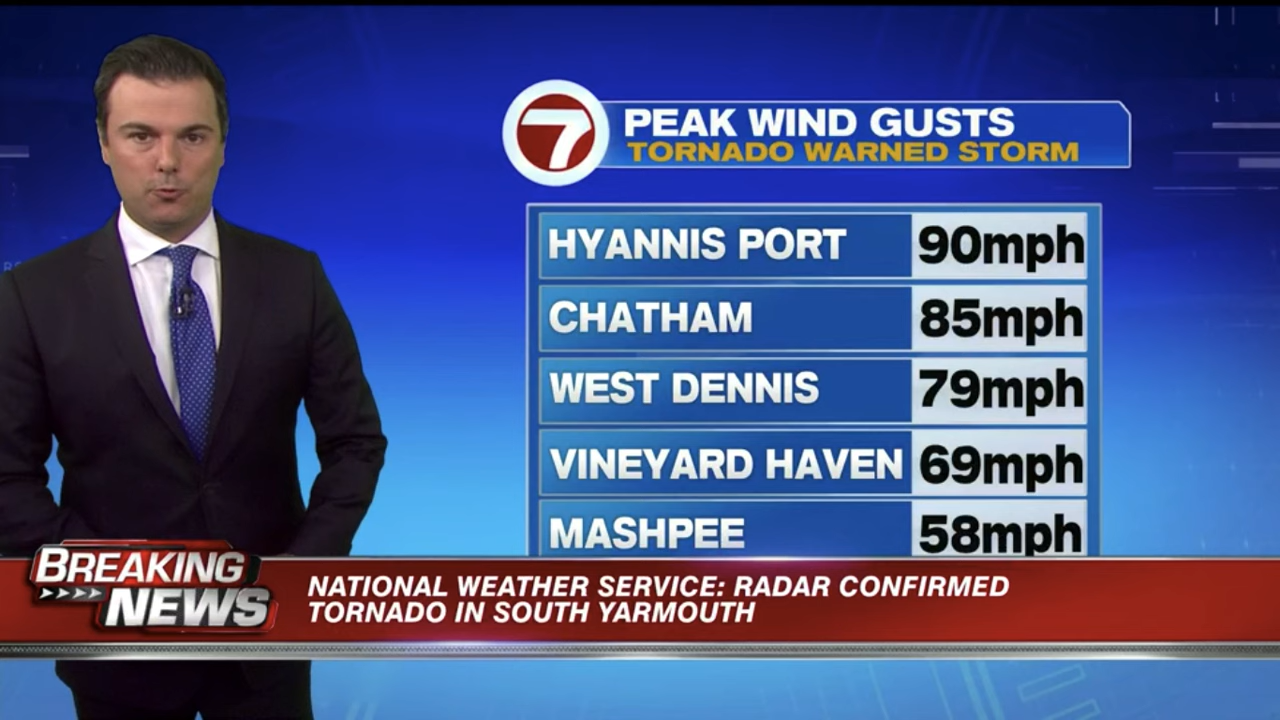 7
PEAK WIND GUSTS
TORNADO WARNED STORM
HYANNIS PORT 90mph
CHATHAM 85mph
WEST DENNIS 79mph
VINEYARD HAVEN 69mph
MASHPEE 58mph
BREAKING
NEWS
NATIONAL WEATHER SERVICE: RADAR CONFIRMED
TORNADO IN SOUTH YARMOUTH